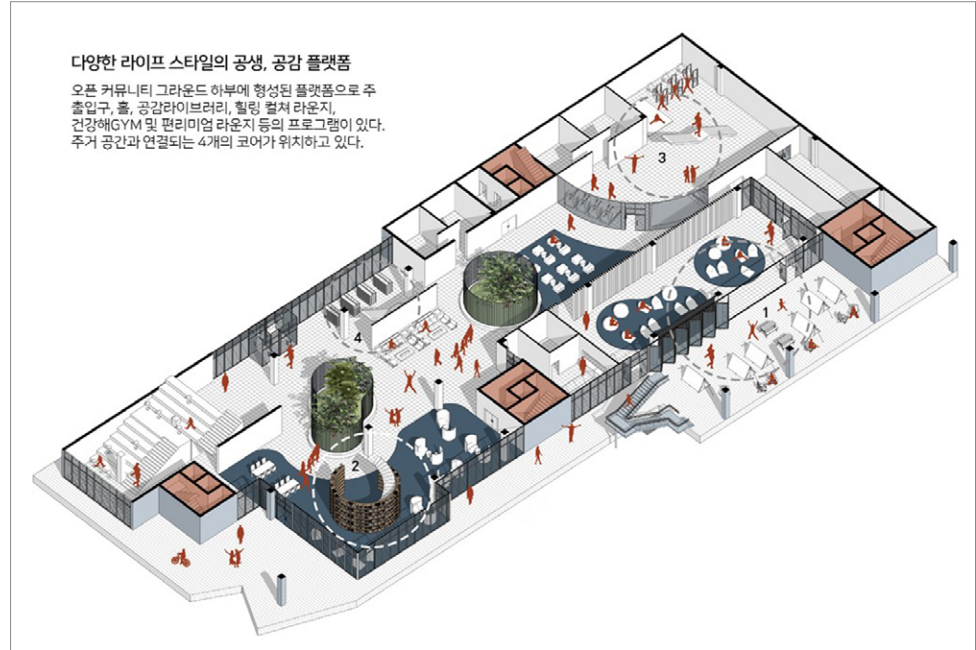 다양한 라이프 스타일의 공생, 공감 플랫폼
오픈 커뮤니티 그라운드 하부에 형성된 플랫폼으로 주
출입구, 홀, 공감라이브러리, 힐링 컬쳐 라운지,
건강해GYM 및 편리미엄 라운지 등의 프로그램이 있다.
주거 공간과 연결되는 4개의 코어가 위치하고 있다.
3
1
4
2